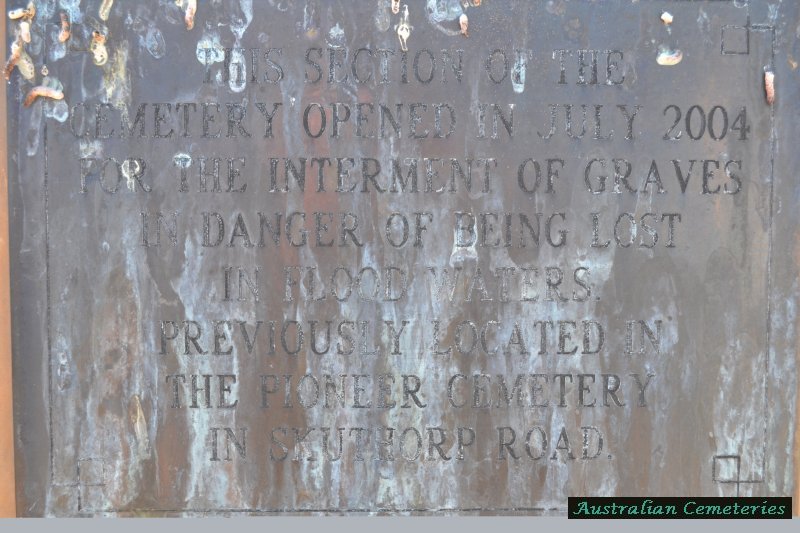 THIS SECTION OF THE
CEMETERY OPENED IN JULY 2004
FOR THE INTERMENT OF GRAVES
IN DANGER OF BEING LOST
IN FLOOD WATERS.
PREVIOUSLY LOCATED IN
THE PIONEER CEMETERY
IN SKUTHORP ROAD.
Australian Cemeteries